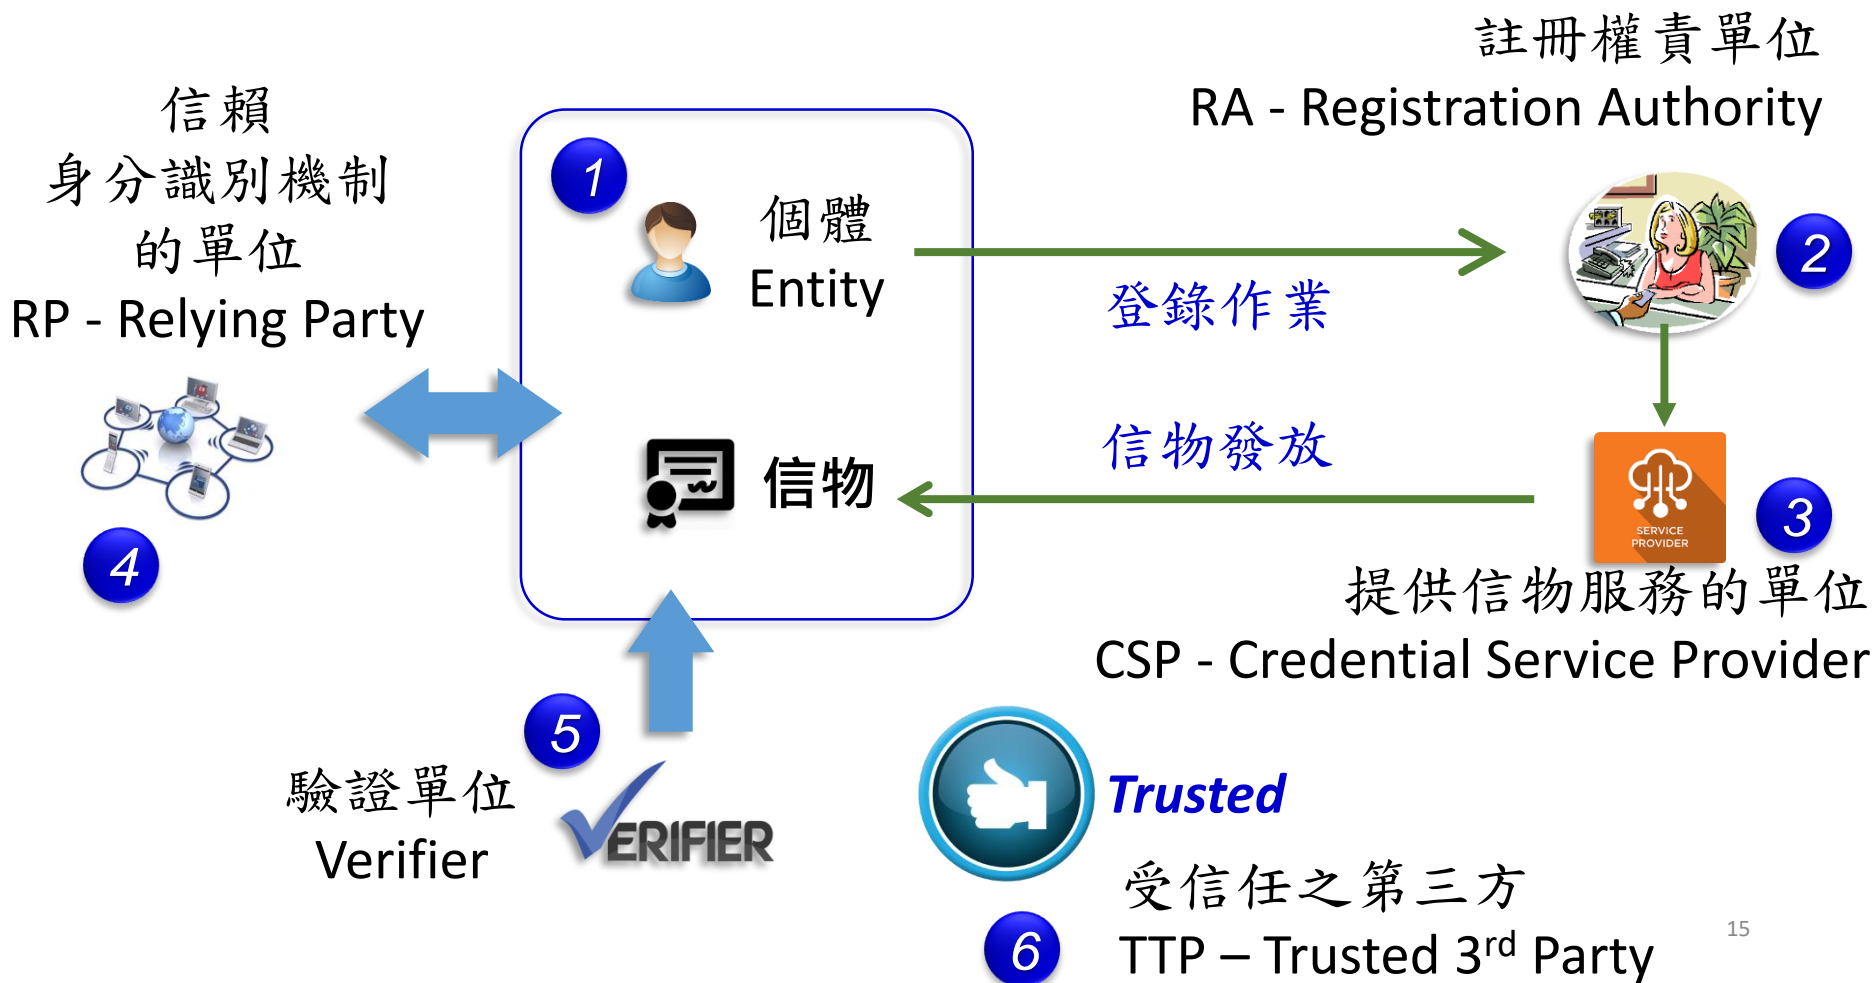 註冊權責單位
RA - Registration Authority
信賴
身分識別機制
的單位
RP - Relying Party
1
個體
Entity
2
登錄作業
信物發放
信物
SERVICE
PROVIDER
3
4
提供信物服務的單位
CSP - Credential Service Provider
5
驗證單位
Verifier
VERIFIER
Trusted
受信任之第三方
6
TTP – Trusted 3rd Party
15